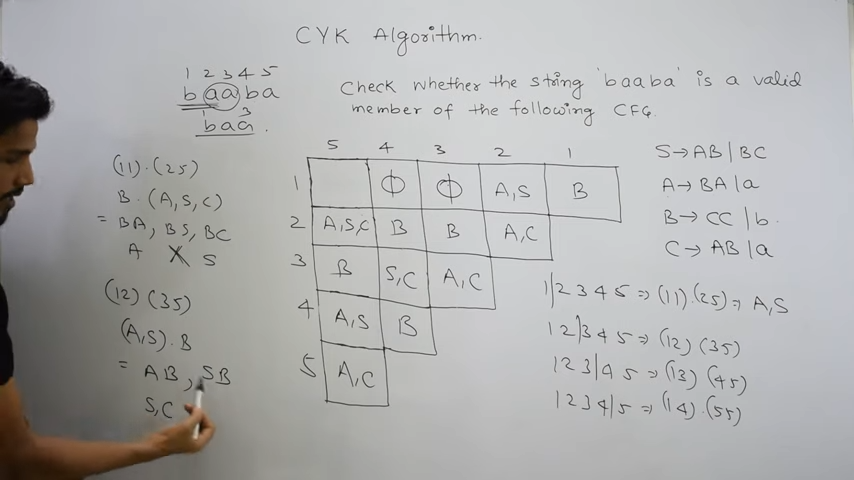 CYK Algorithm.
1 2 3 4 5
baaba
1 3
baa.
Check whether the string 'baaba' is a valid
member of the following CFG.
5 4 3 2 1
1 Φ Φ A,S B
2 A,S,C B B A,C
3 B S,C A,C
4 A,S B
5 A,C
(11).(25)
B.(A,S,C)
= BA, BS, BC
A X S
(12)(35)
(A,S).B
= AB, SB
S,C
S→AB|BC
A→BA|a
B→CC|b.
C→AB|a
1|2 3 4 5 ⇒ (11).(25) ⇒ A,S
1 2|3 4 5 ⇒ (12)(35)
1 2 3|4 5 ⇒ (13)(45)
1 2 3 4|5 ⇒ (14).(55)